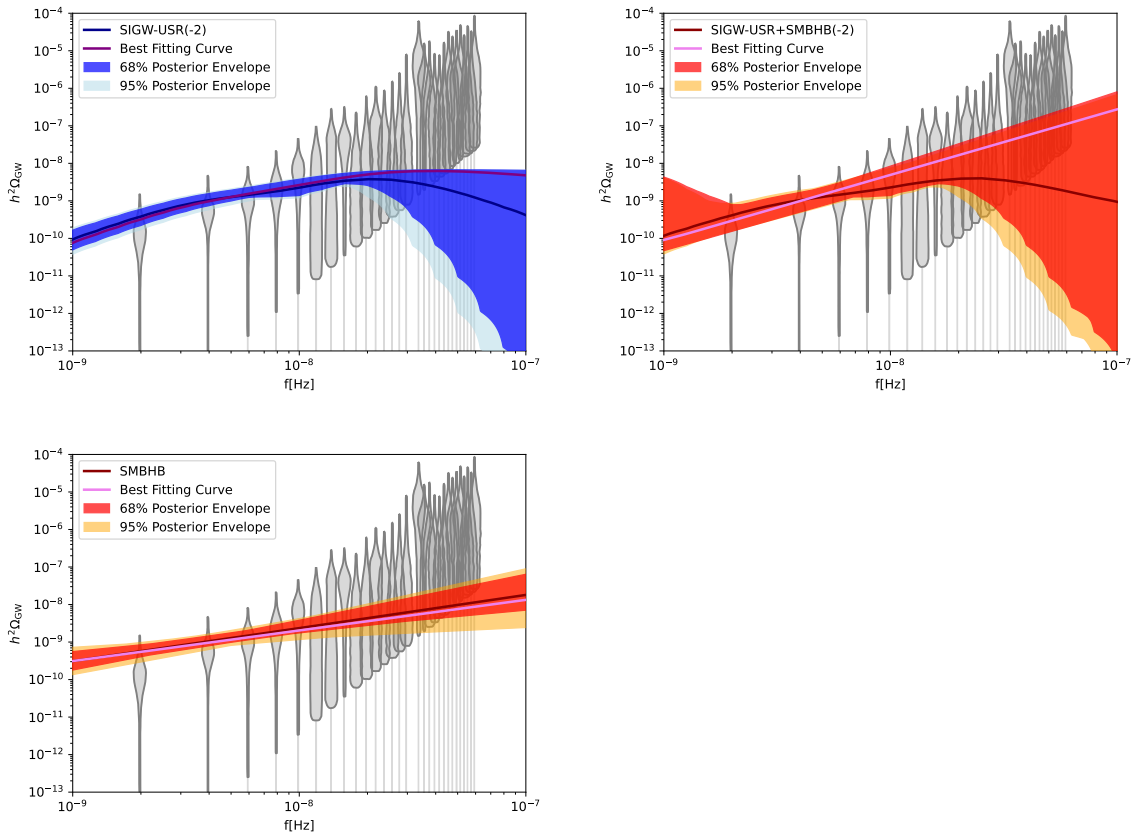 SIGW-USR(-2)
Best Fitting Curve
68% Posterior Envelope
95% Posterior Envelope
10⁻⁴
10⁻⁵
10⁻⁶
10⁻⁷
10⁻⁸
10⁻⁹
10⁻¹⁰
10⁻¹¹
10⁻¹²
10⁻¹³
h²Ω_GW
10⁻⁹
10⁻⁸
10⁻⁷
f[Hz]
SIGW-USR+SMBHB(-2)
Best Fitting Curve
68% Posterior Envelope
95% Posterior Envelope
10⁻⁴
10⁻⁵
10⁻⁶
10⁻⁷
10⁻⁸
10⁻⁹
10⁻¹⁰
10⁻¹¹
10⁻¹²
10⁻¹³
h²Ω_GW
10⁻⁹
10⁻⁸
10⁻⁷
f[Hz]
SMBHB
Best Fitting Curve
68% Posterior Envelope
95% Posterior Envelope
10⁻⁴
10⁻⁵
10⁻⁶
10⁻⁷
10⁻⁸
10⁻⁹
10⁻¹⁰
10⁻¹¹
10⁻¹²
10⁻¹³
h²Ω_GW
10⁻⁹
10⁻⁸
10⁻⁷
f[Hz]